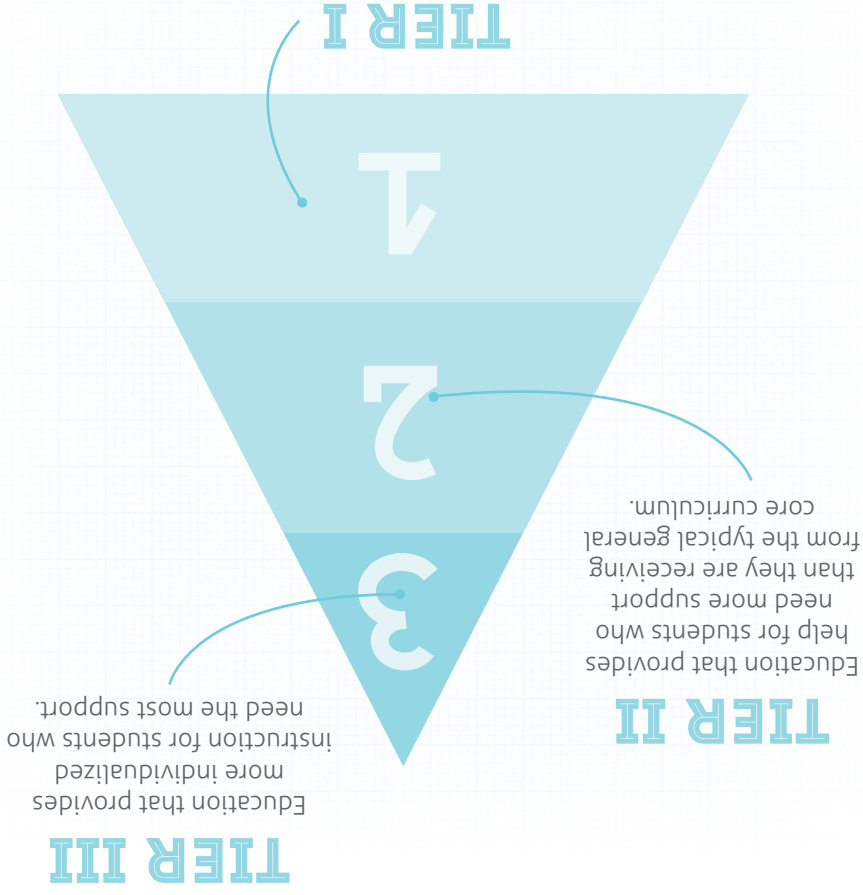 TIER III
Education that provides
more individualized
instruction for students who
need the most support.
TIER II
Education that provides
help for students who
need more support
than they are receiving
from the typical general
core curriculum.
3
2
1
TIER I